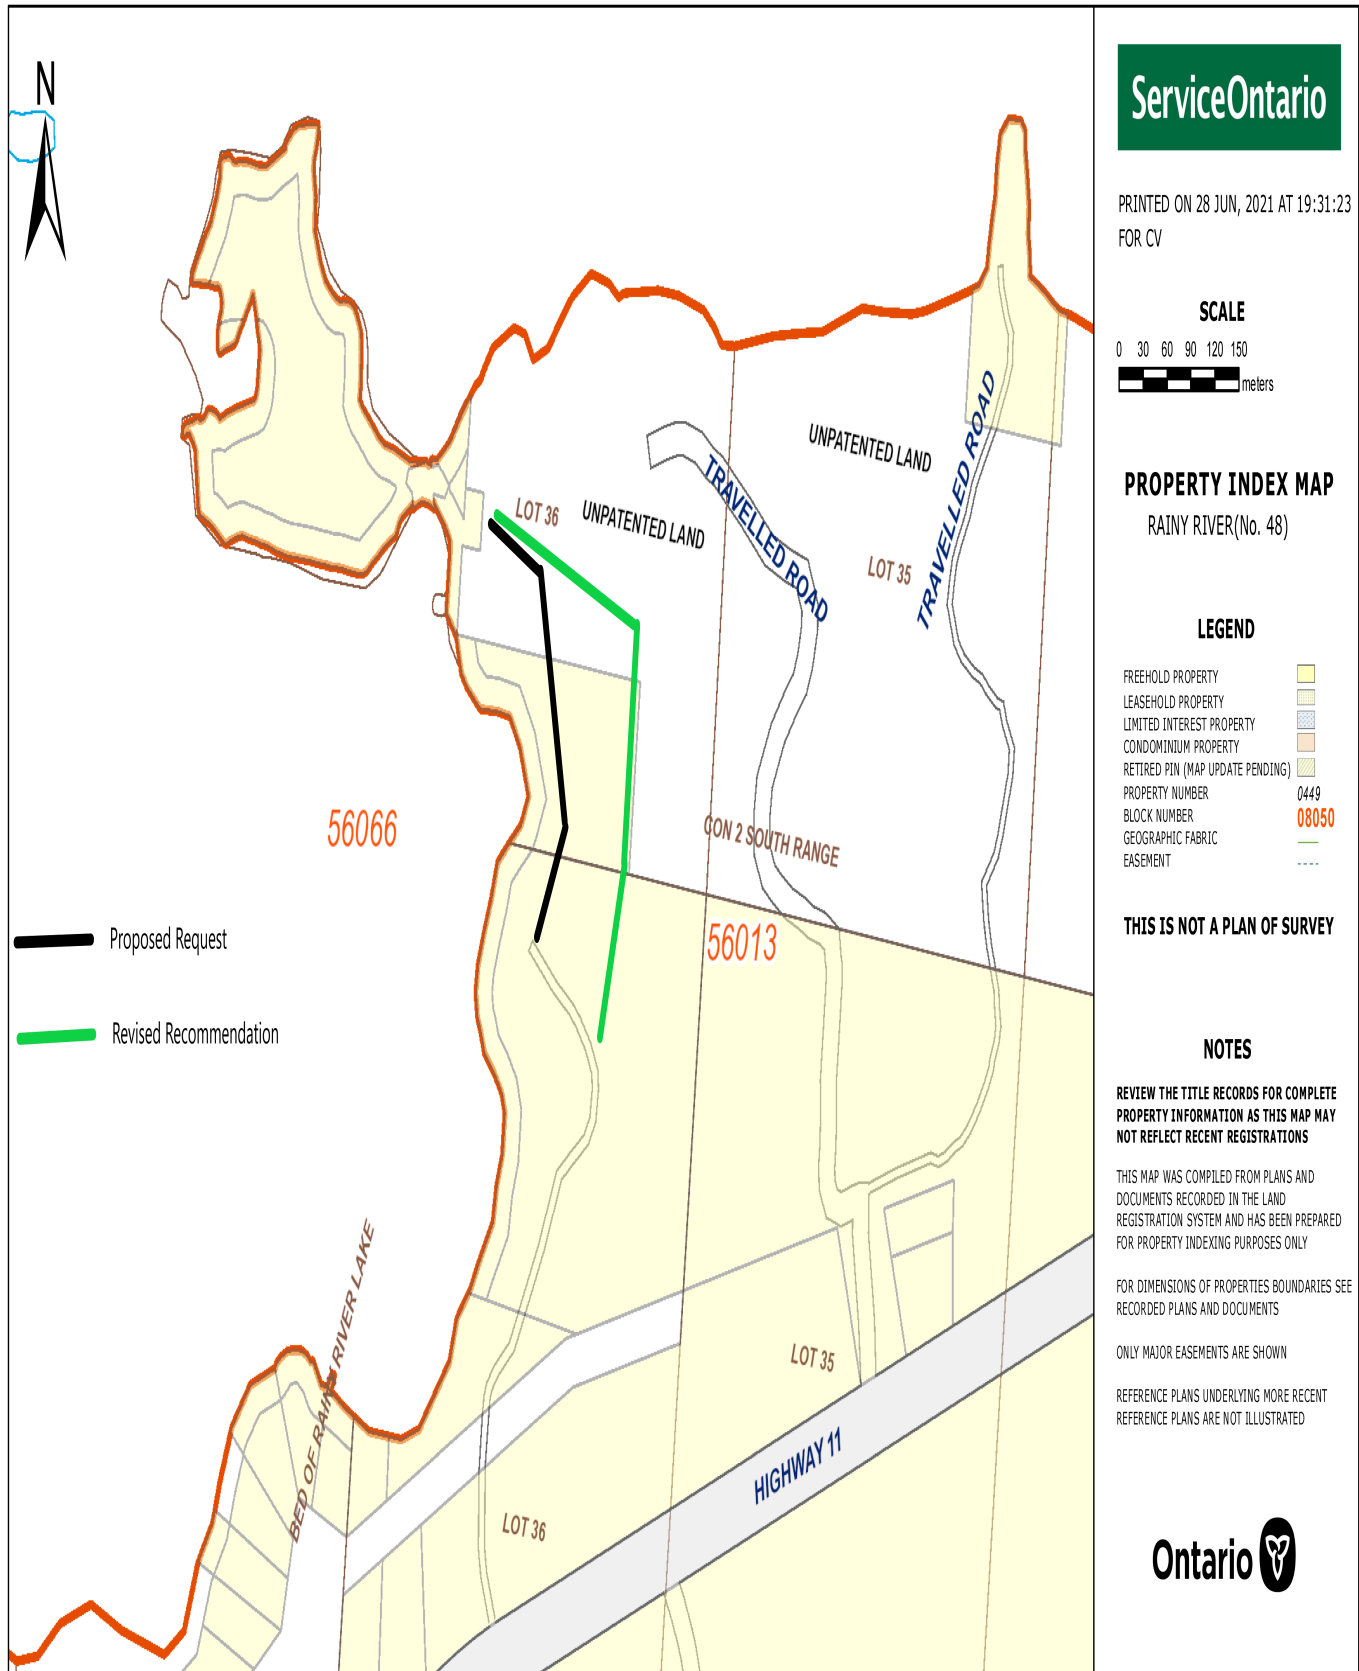 N
ServiceOntario
PRINTED ON 28 JUN, 2021 AT 19:31:23
FOR CV
SCALE
0 30 60 90 120 150
meters
PROPERTY INDEX MAP
RAINY RIVER(No. 48)
LEGEND
FREEHOLD PROPERTY
LEASEHOLD PROPERTY
LIMITED INTEREST PROPERTY
CONDOMINIUM PROPERTY
RETIRED PIN (MAP UPDATE PENDING)
PROPERTY NUMBER 0449
BLOCK NUMBER 08050
GEOGRAPHIC FABRIC
EASEMENT
THIS IS NOT A PLAN OF SURVEY
NOTES
REVIEW THE TITLE RECORDS FOR COMPLETE
PROPERTY INFORMATION AS THIS MAP MAY
NOT REFLECT RECENT REGISTRATIONS
THIS MAP WAS COMPILED FROM PLANS AND
DOCUMENTS RECORDED IN THE LAND
REGISTRATION SYSTEM AND HAS BEEN PREPARED
FOR PROPERTY INDEXING PURPOSES ONLY
FOR DIMENSIONS OF PROPERTIES BOUNDARIES SEE
RECORDED PLANS AND DOCUMENTS
ONLY MAJOR EASEMENTS ARE SHOWN
REFERENCE PLANS UNDERLYING MORE RECENT
REFERENCE PLANS ARE NOT ILLUSTRATED
Ontario
UNPATENTED LAND
TRAVELLED ROAD
LOT 36
UNPATENTED LAND
TRAVELLED ROAD
LOT 35
56066
CON 2 SOUTH RANGE
56013
Proposed Request
Revised Recommendation
BED OF RAINY RIVER LAKE
LOT 35
HIGHWAY 11
LOT 36